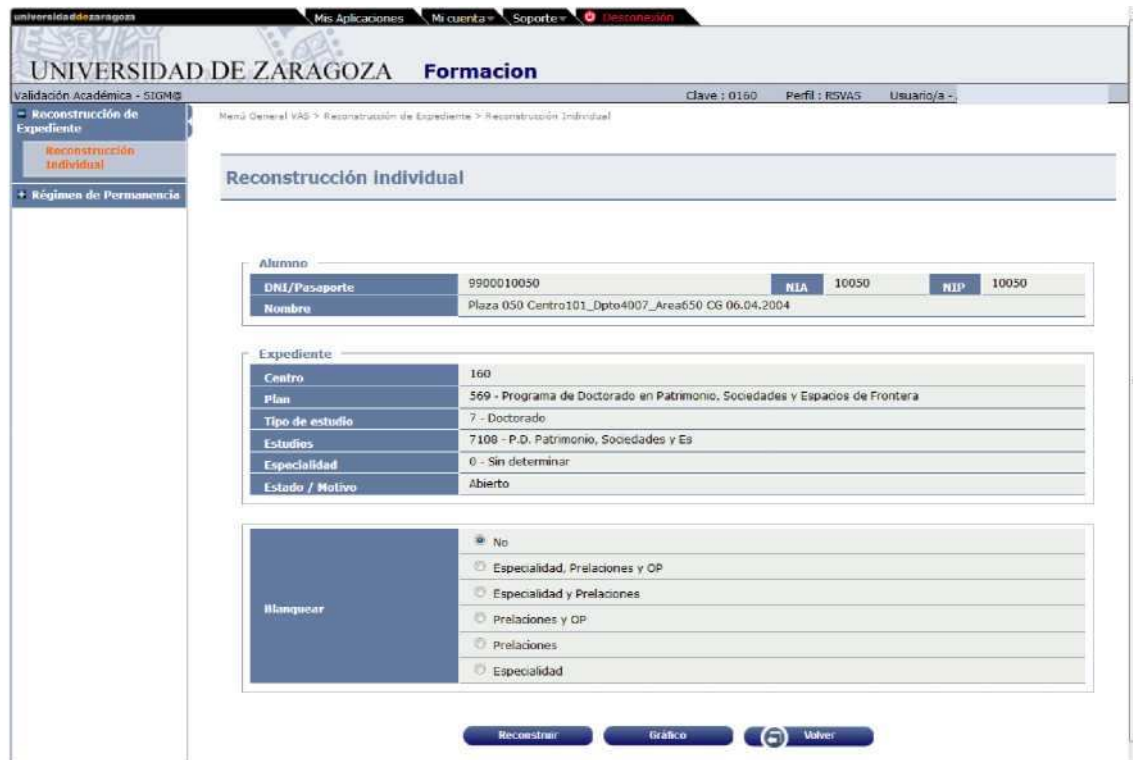 universidaddezaragoza Mis Aplicaciones Mi cuenta Soporte Desconexión
UNIVERSIDAD DE ZARAGOZA Formacion
Validación Académica - SIGM@ Clave : 0160 Perfil : RSVAS Usuario/a -
Reconstrucción de
Expediente
Reconstrucción
Individual
Régimen de Permanencia
Menú General VAS > Reconstrucción de Expediente > Reconstrucción Individual
Reconstrucción individual
Alumno
DNI/Pasaporte 9900010050 NIA 10050 NIP 10050
Nombre Plaza 050 Centro101_Dpto4007_Area650 CG 06.04.2004
Expediente
Centro 160
Plan 569 - Programa de Doctorado en Patrimonio, Sociedades y Espacios de Frontera
Tipo de estudio 7 - Doctorado
Estudios 7108 - P.D. Patrimonio, Sociedades y Es
Especialidad 0 - Sin determinar
Estado / Motivo Abierto
Blanquear
No
Especialidad, Prelaciones y OP
Especialidad y Prelaciones
Prelaciones y OP
Prelaciones
Especialidad
Reconstruir Gráfico Volver